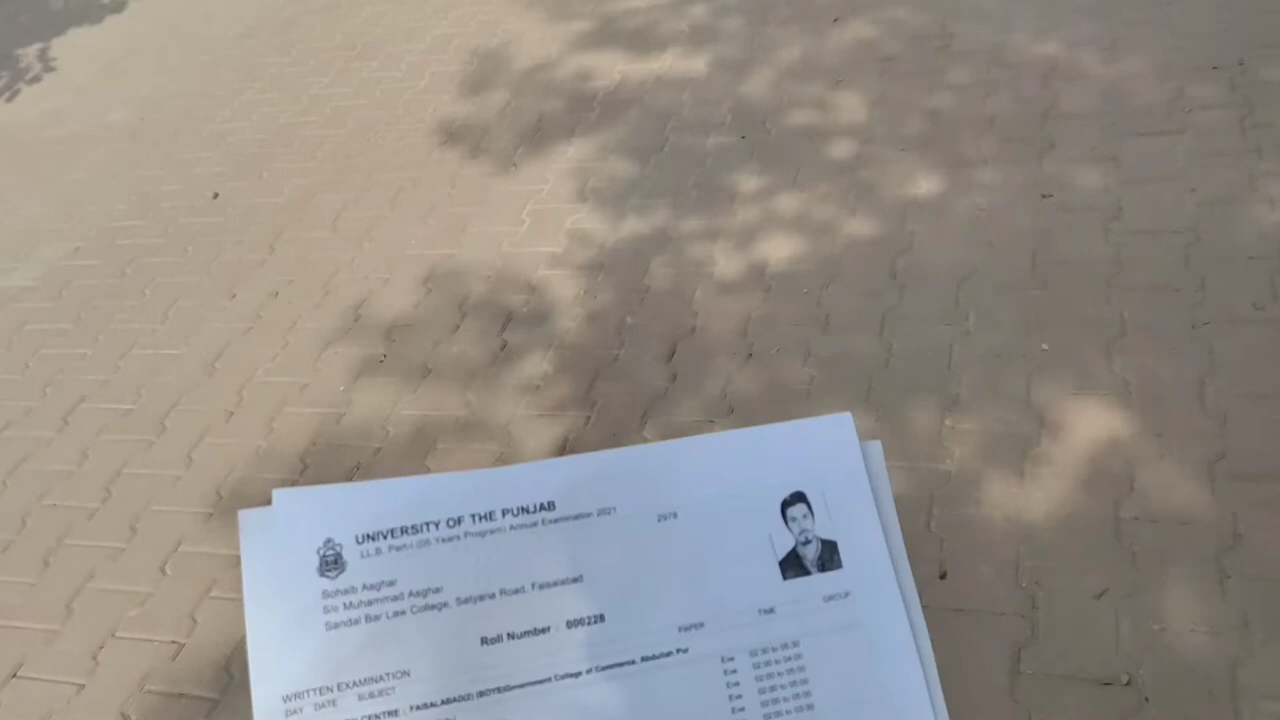 UNIVERSITY OF THE PUNJAB
LL.B. Part-I (05 Years Program) Annual Examination 2021 2978
Sohaib Asghar
S/o Muhammad Asghar
Sandal Bar Law College, Satyana Road, Faisalabad
Roll Number : 000228
WRITTEN EXAMINATION
DAY DATE SUBJECT PAPER TIME GROUP
CENTRE : FAISALABAD(2) (BOYS)Government College of Commerce, Abdullah Pur
Eve 02:30 to 05:30
Eve 02:00 to 04:00
Eve 02:00 to 05:00
Eve 02:00 to 05:00
Eve 02:00 to 05:00